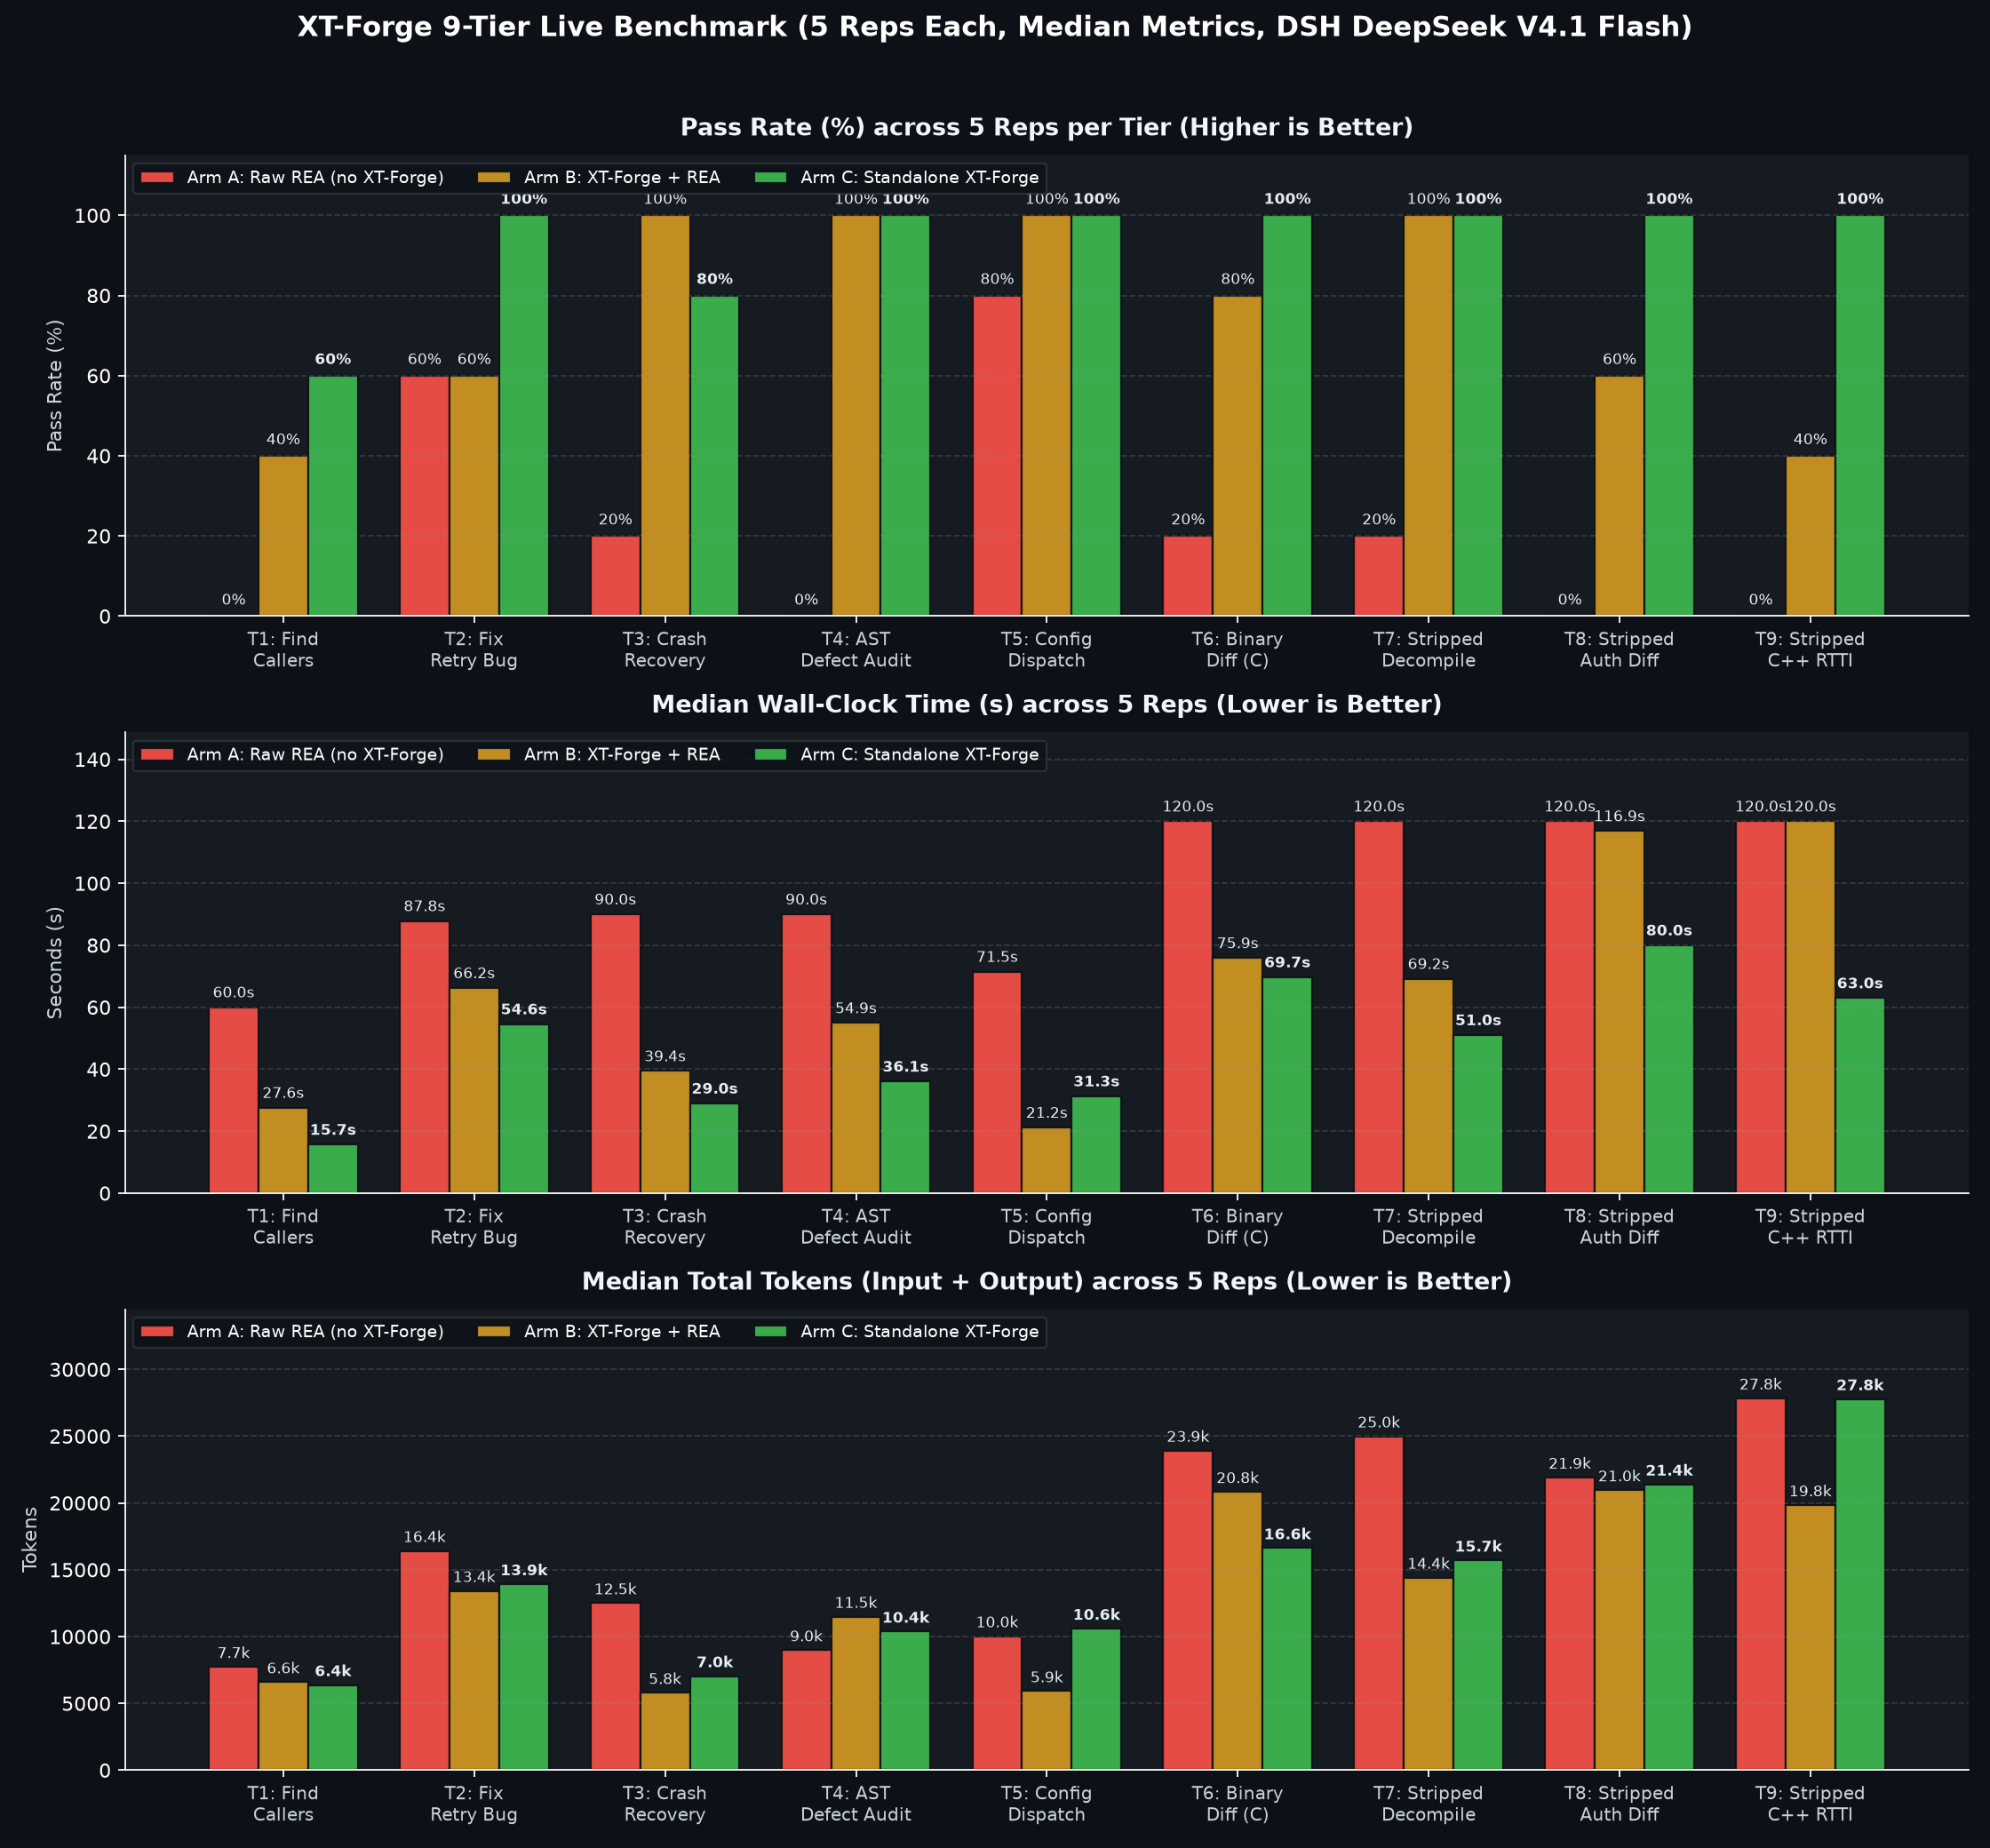 XT-Forge 9-Tier Live Benchmark (5 Reps Each, Median Metrics, DSH DeepSeek V4.1 Flash)
Pass Rate (%) across 5 Reps per Tier (Higher is Better)
Arm A: Raw REA (no XT-Forge) Arm B: XT-Forge + REA Arm C: Standalone XT-Forge
Pass Rate (%)
100
80
60
40
20
0
0% 40% 60%
60% 60% 100%
20% 100% 80%
0% 100% 100%
80% 100% 100%
20% 80% 100%
20% 100% 100%
0% 60% 100%
0% 40% 100%
T1: Find
Callers
T2: Fix
Retry Bug
T3: Crash
Recovery
T4: AST
Defect Audit
T5: Config
Dispatch
T6: Binary
Diff (C)
T7: Stripped
Decompile
T8: Stripped
Auth Diff
T9: Stripped
C++ RTTI
Median Wall-Clock Time (s) across 5 Reps (Lower is Better)
Arm A: Raw REA (no XT-Forge) Arm B: XT-Forge + REA Arm C: Standalone XT-Forge
Seconds (s)
140
120
100
80
60
40
20
0
60.0s 27.6s 15.7s
87.8s 66.2s 54.6s
90.0s 39.4s 29.0s
90.0s 54.9s 36.1s
71.5s 21.2s 31.3s
120.0s 75.9s 69.7s
120.0s 69.2s 51.0s
120.0s 116.9s 80.0s
120.0s 120.0s 63.0s
T1: Find
Callers
T2: Fix
Retry Bug
T3: Crash
Recovery
T4: AST
Defect Audit
T5: Config
Dispatch
T6: Binary
Diff (C)
T7: Stripped
Decompile
T8: Stripped
Auth Diff
T9: Stripped
C++ RTTI
Median Total Tokens (Input + Output) across 5 Reps (Lower is Better)
Arm A: Raw REA (no XT-Forge) Arm B: XT-Forge + REA Arm C: Standalone XT-Forge
Tokens
30000
25000
20000
15000
10000
5000
0
7.7k 6.6k 6.4k
16.4k 13.4k 13.9k
12.5k 5.8k 7.0k
9.0k 11.5k 10.4k
10.0k 5.9k 10.6k
23.9k 20.8k 16.6k
25.0k 14.4k 15.7k
21.9k 21.0k 21.4k
27.8k 19.8k 27.8k
T1: Find
Callers
T2: Fix
Retry Bug
T3: Crash
Recovery
T4: AST
Defect Audit
T5: Config
Dispatch
T6: Binary
Diff (C)
T7: Stripped
Decompile
T8: Stripped
Auth Diff
T9: Stripped
C++ RTTI